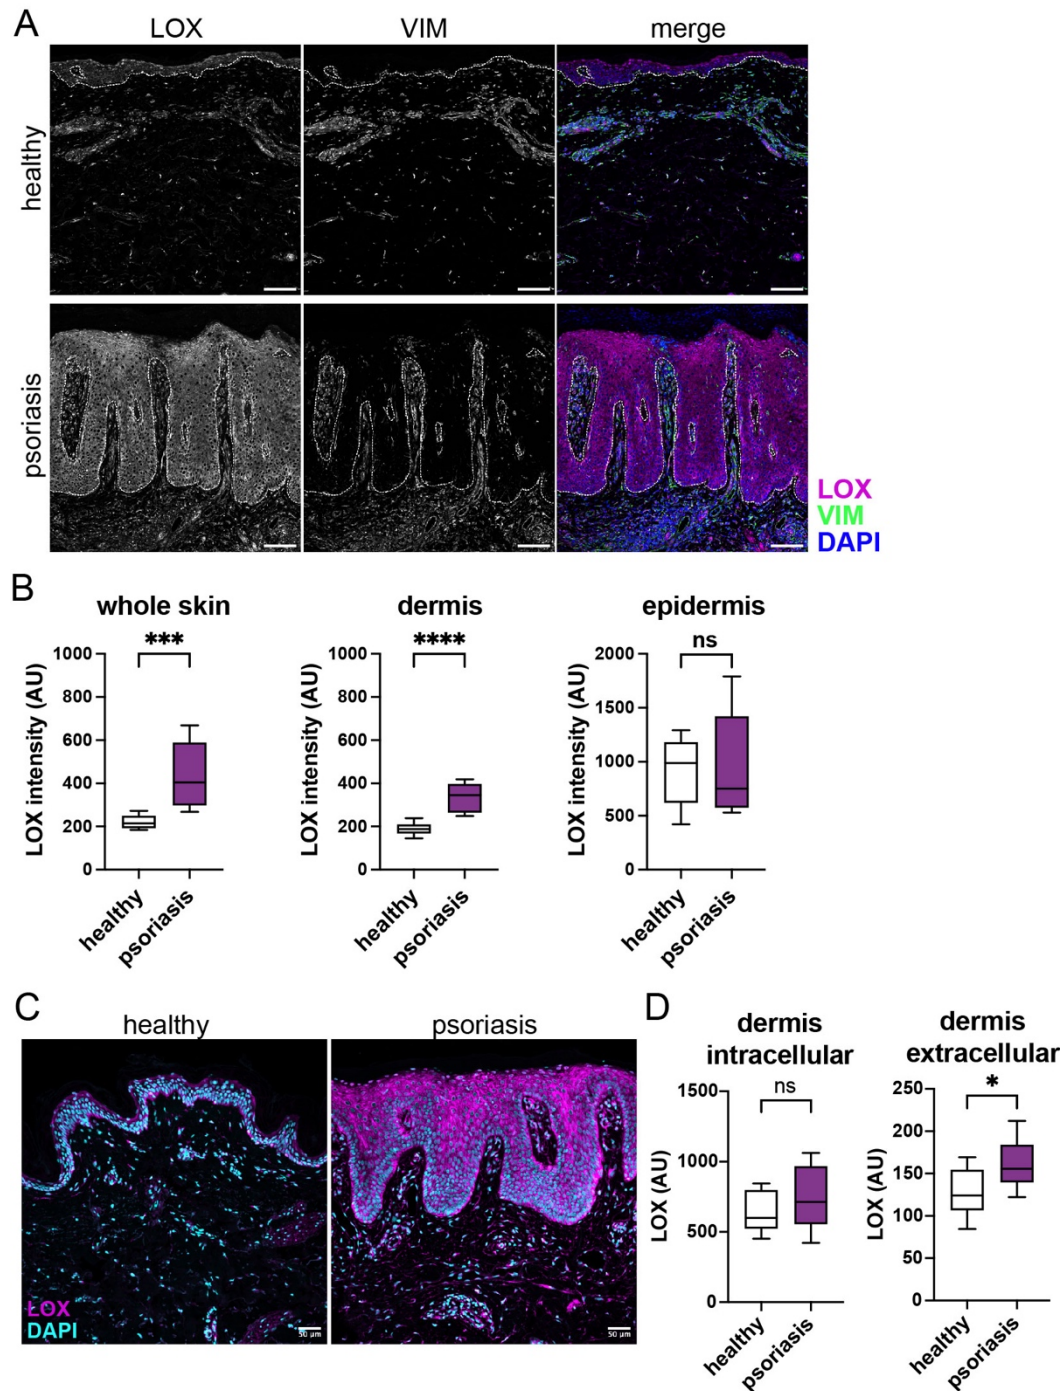 A
LOX
VIM
merge
healthy
psoriasis
LOX
VIM
DAPI
B
whole skin
***
LOX intensity (AU)
1000
800
600
400
200
0
healthy
psoriasis
dermis
****
LOX intensity (AU)
1000
800
600
400
200
0
healthy
psoriasis
epidermis
ns
LOX intensity (AU)
2000
1500
1000
500
0
healthy
psoriasis
C
healthy
psoriasis
LOX
DAPI
50 µm
50 µm
D
dermis
intracellular
ns
LOX (AU)
1500
1000
500
0
healthy
psoriasis
dermis
extracellular
*
LOX (AU)
250
200
150
100
50
0
healthy
psoriasis